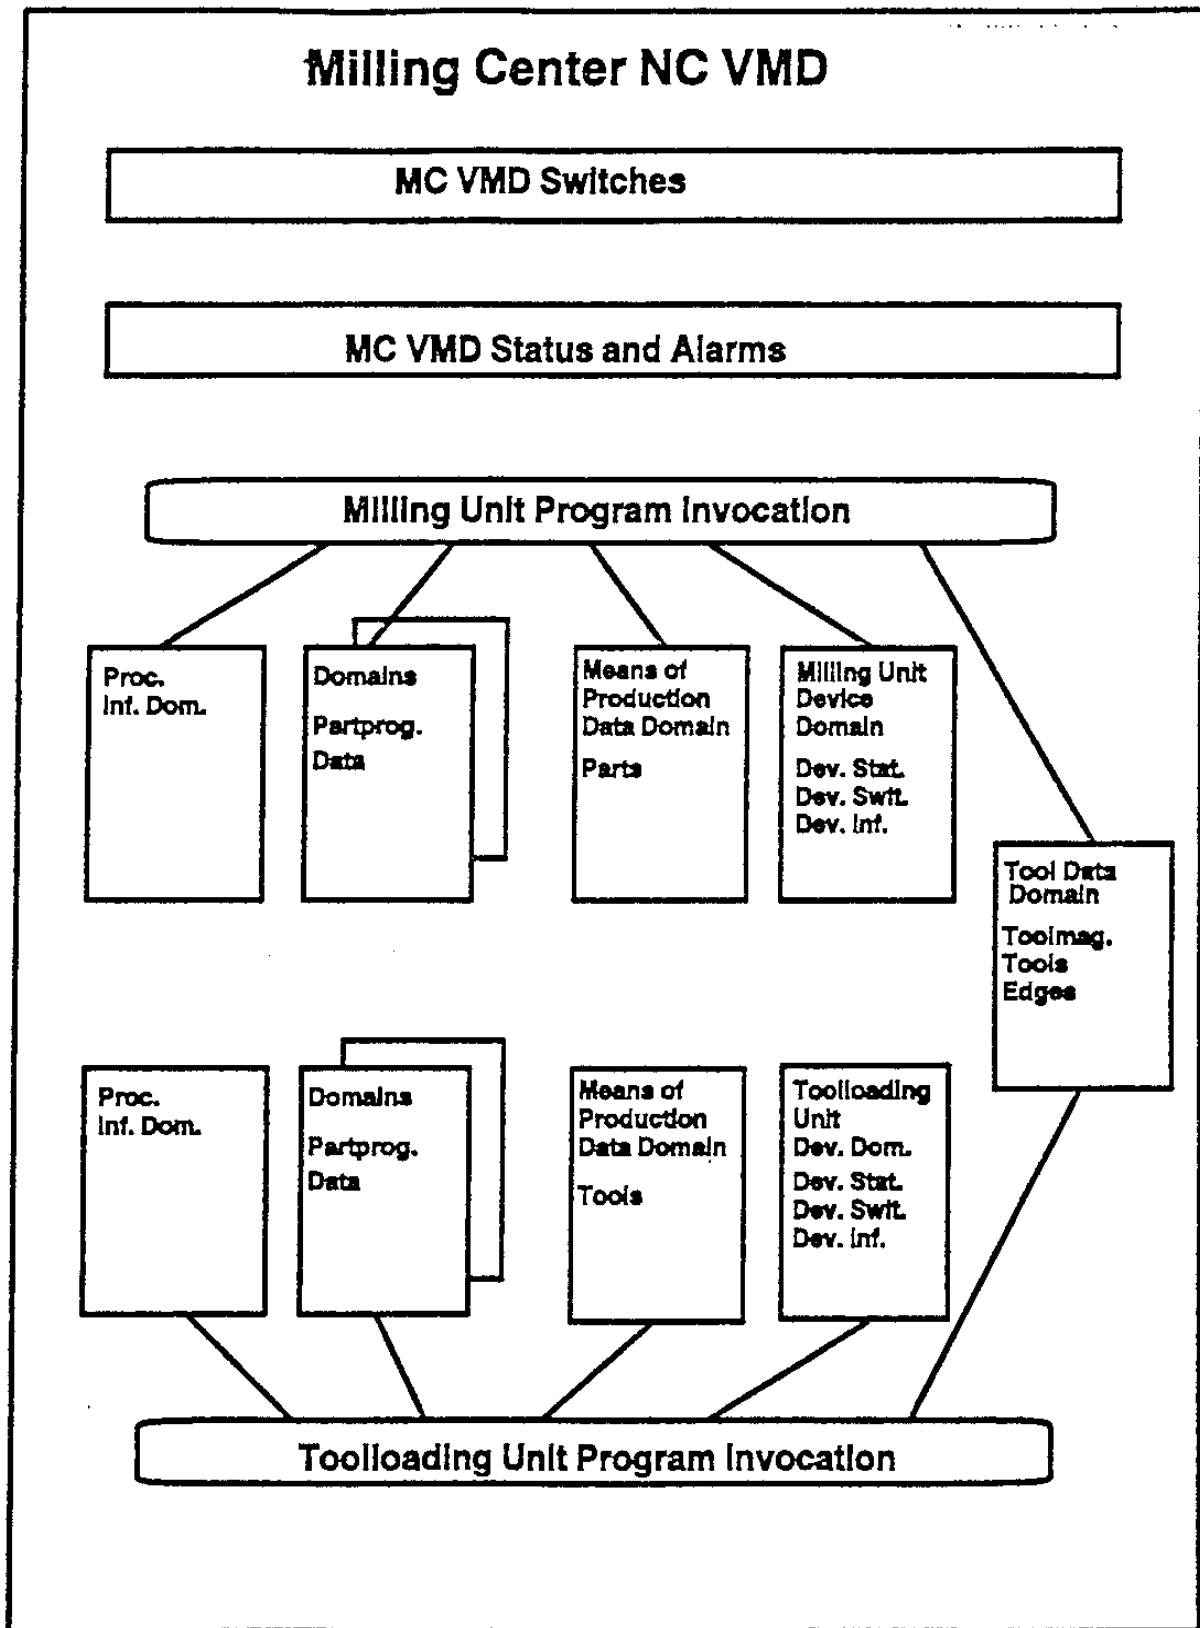 Milling Center NC VMD
MC VMD Switches
MC VMD Status and Alarms
Milling Unit Program Invocation
Proc.
Inf. Dom.
Domains
Partprog.
Data
Means of
Production
Data Domain
Parts
Milling Unit
Device
Domain
Dev. Stat.
Dev. Swit.
Dev. Inf.
Tool Data
Domain
Toolmag.
Tools
Edges
Proc.
Inf. Dom.
Domains
Partprog.
Data
Means of
Production
Data Domain
Tools
Toolloading
Unit
Dev. Dom.
Dev. Stat.
Dev. Swit.
Dev. Inf.
Toolloading Unit Program Invocation